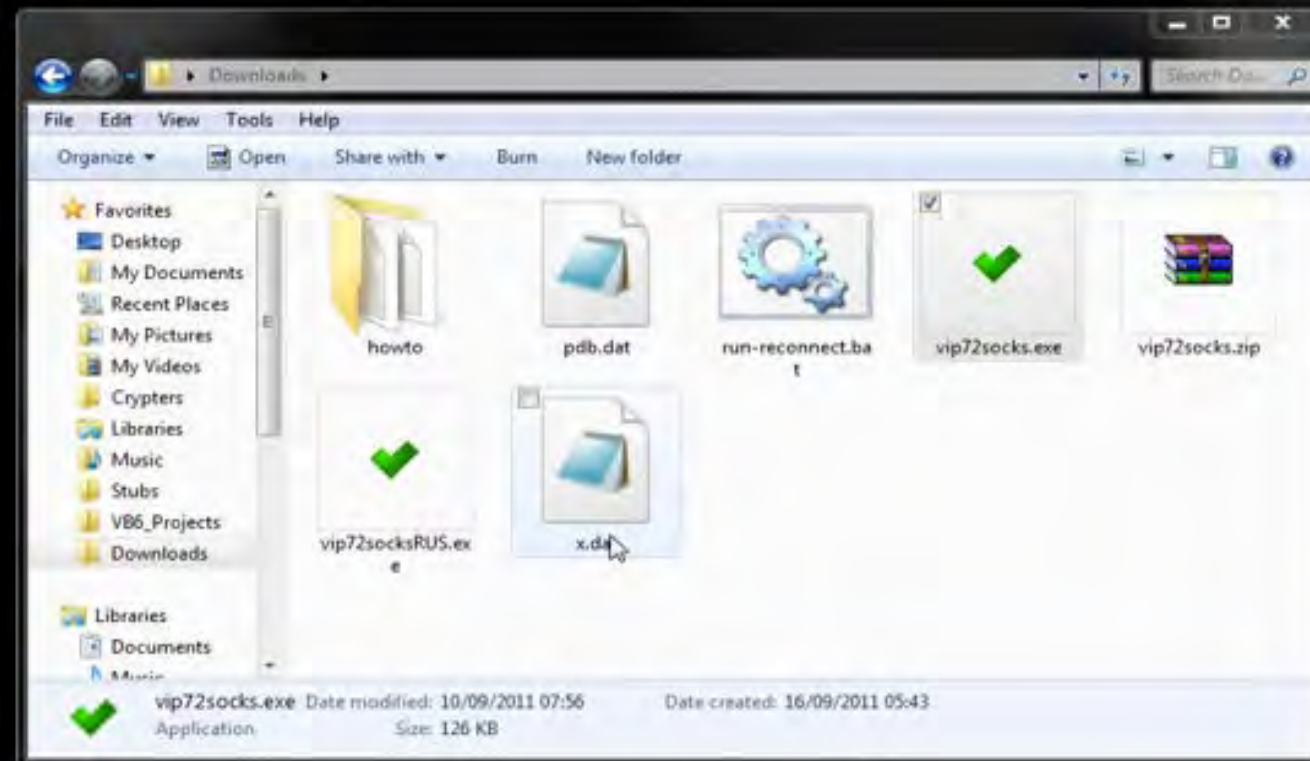 Downloads
Search Do...
File Edit View Tools Help
Organize Open Share with Burn New folder
Favorites
Desktop
My Documents
Recent Places
My Pictures
My Videos
Crypters
Libraries
Music
Stubs
VB6_Projects
Downloads
Libraries
Documents
Music
howto
pdb.dat
run-reconnect.ba
t
vip72socks.exe
vip72socks.zip
vip72socksRUS.ex
e
x.da
vip72socks.exe Date modified: 10/09/2011 07:56 Date created: 16/09/2011 05:43
Application Size: 126 KB